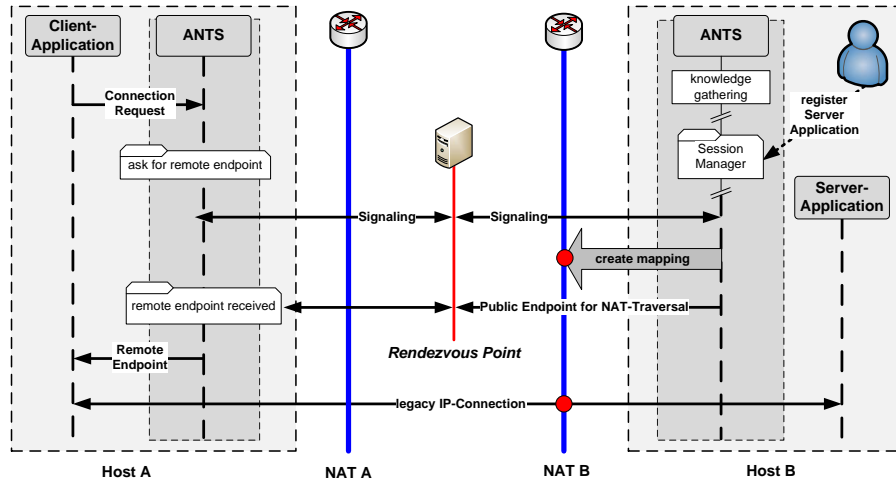 Client-
Application
ANTS
ANTS
knowledge
gathering
Connection
Request
register
Server
Application
ask for remote endpoint
Session
Manager
Server-
Application
Signaling
Signaling
create mapping
remote endpoint received
Public Endpoint for NAT-Traversal
Remote
Endpoint
Rendezvous Point
legacy IP-Connection
Host A
NAT A
NAT B
Host B